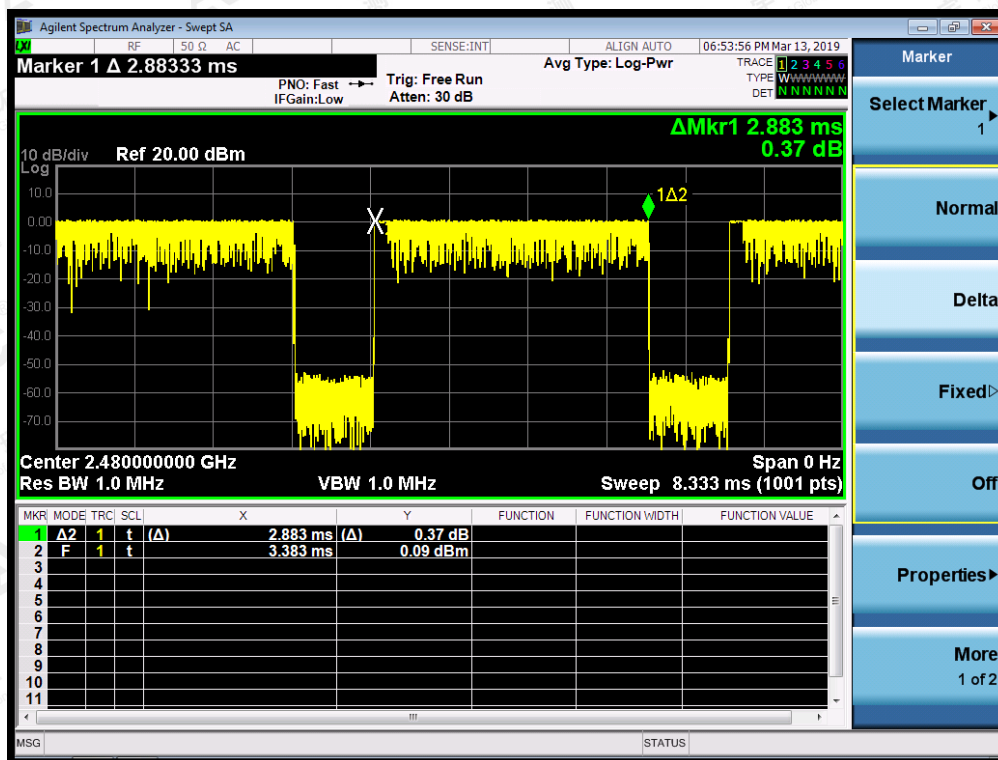 Agilent Spectrum Analyzer - Swept SA
LXI RF 50 Ω AC SENSE:INT ALIGN AUTO 06:53:56 PM Mar 13, 2019
Marker 1 Δ 2.88333 ms
PNO: Fast
IFGain:Low
Trig: Free Run
Atten: 30 dB
Avg Type: Log-Pwr
TRACE 1 2 3 4 5 6
TYPE WWWWWWW
DET N N N N N N
ΔMkr1 2.883 ms
0.37 dB
10 dB/div Ref 20.00 dBm
Log
10.0
0.00
-10.0
-20.0
-30.0
-40.0
-50.0
-60.0
-70.0
X
2
1Δ2
Center 2.480000000 GHz Span 0 Hz
Res BW 1.0 MHz VBW 1.0 MHz Sweep 8.333 ms (1001 pts)
MKR MODE TRC SCL X Y FUNCTION FUNCTION WIDTH FUNCTION VALUE
1 Δ2 1 t (Δ) 2.883 ms (Δ) 0.37 dB
2 F 1 t 3.383 ms 0.09 dBm
3
4
5
6
7
8
9
10
11
MSG STATUS
Marker
Select Marker
1
Normal
Delta
Fixed
Off
Properties
More
1 of 2